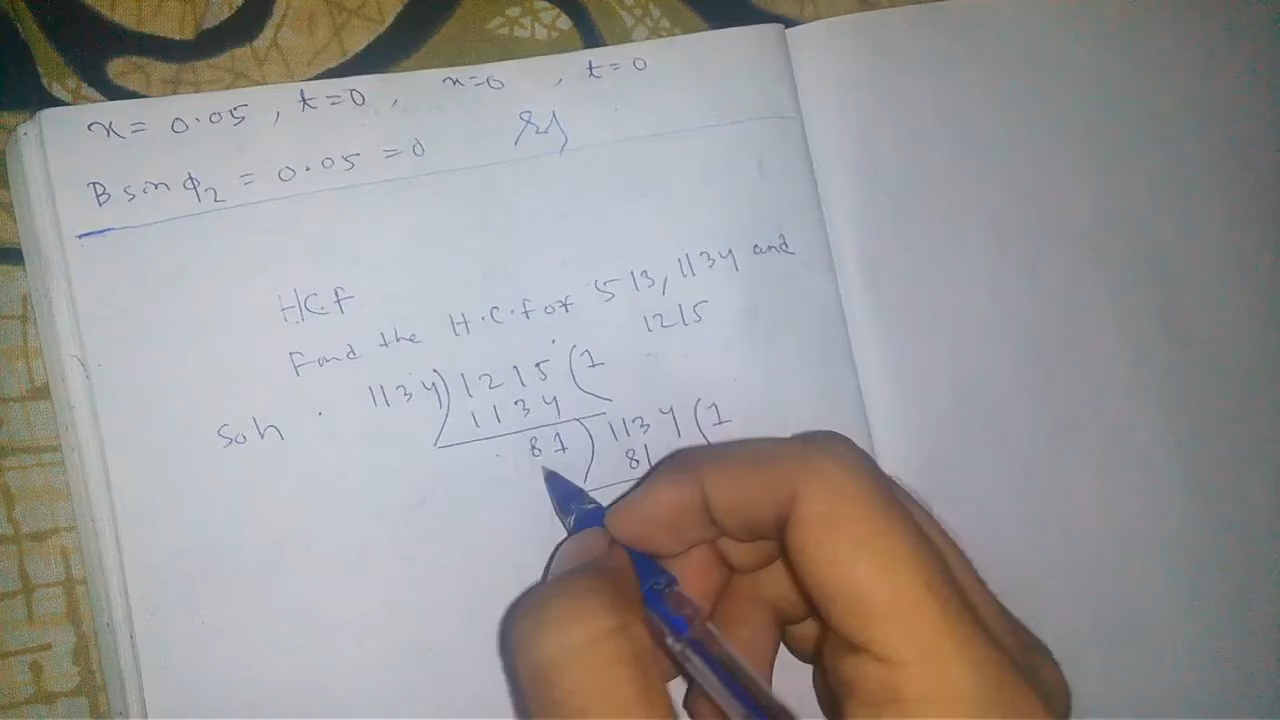 x = 0.05 , t=0 , x=0 , t=0
B sin ϕ2 = 0.05 = 0
H.C.F
Find the H.C.f of 513, 1134 and
1215
Soln 1134) 1215 (1
1134
81) 1134 (1
81